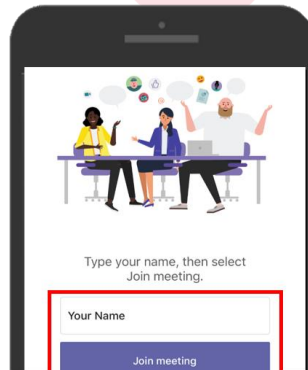 Type your name, then select
Join meeting.
Your Name
Join meeting